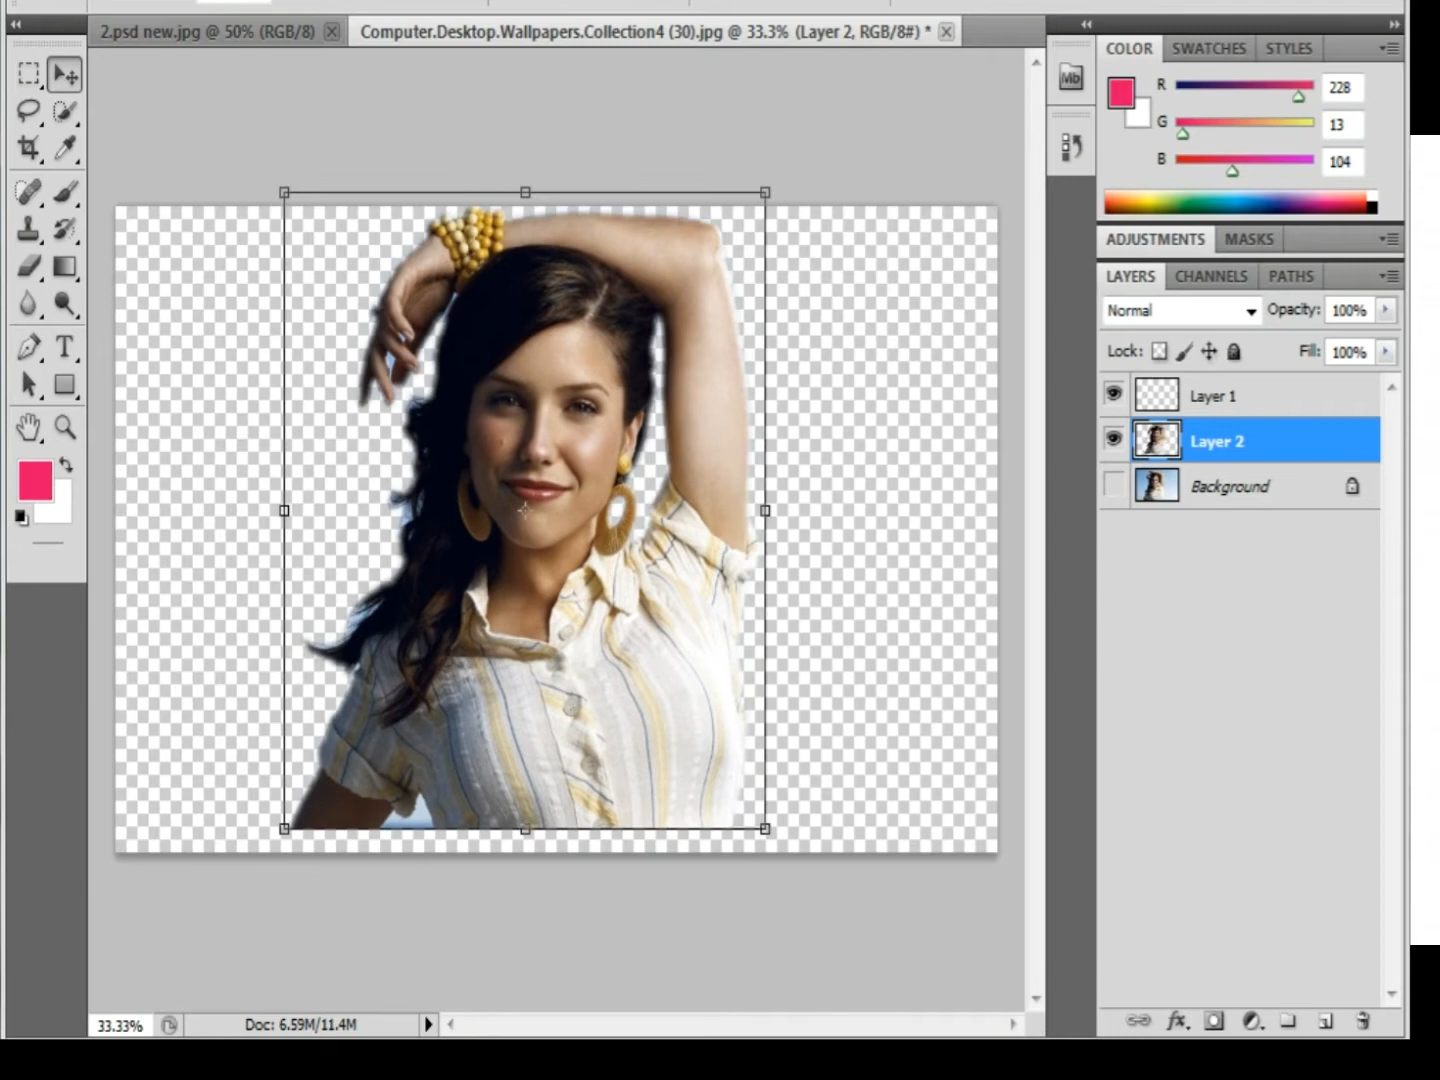 2.psd new.jpg @ 50% (RGB/8)
Computer.Desktop.Wallpapers.Collection4 (30).jpg @ 33.3% (Layer 2, RGB/8#) *
COLOR SWATCHES STYLES
Mb
R 228
G 13
B 104
ADJUSTMENTS MASKS
LAYERS CHANNELS PATHS
Normal Opacity: 100%
Lock: Fill: 100%
Layer 1
Layer 2
Background
T
33.33% Doc: 6.59M/11.4M
fx